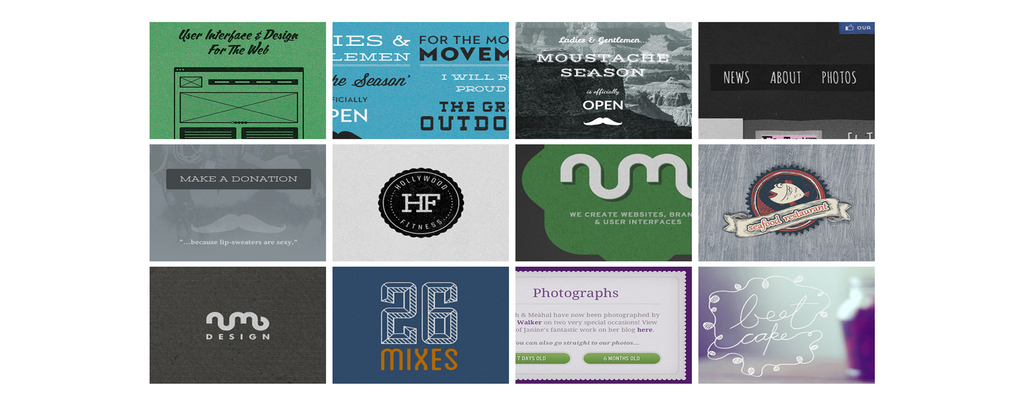 User Interface & Design
For The Web
IES &
LEMEN
he Season'
FICIALLY
PEN
FOR THE MO
MOVEM
I WILL R
PROUD
THE GR
OUTDO
Ladies & Gentlemen
MOUSTACHE
SEASON
is officially
OPEN
OUR
NEWS ABOUT PHOTOS
MAKE A DONATION
"...because lip-sweaters are sexy."
HOLLYWOOD
HF
FITNESS
num
WE CREATE WEBSITES, BRAN
& USER INTERFACES
seafood restaurant
num
DESIGN
26
MIXES
Photographs
h & Meàhal have now been photographed by
Walker on two very special occasions! View
of Janine's fantastic work on her blog here.
ou can also go straight to our photos...
7 DAYS OLD
6 MONTHS OLD
beet
cake